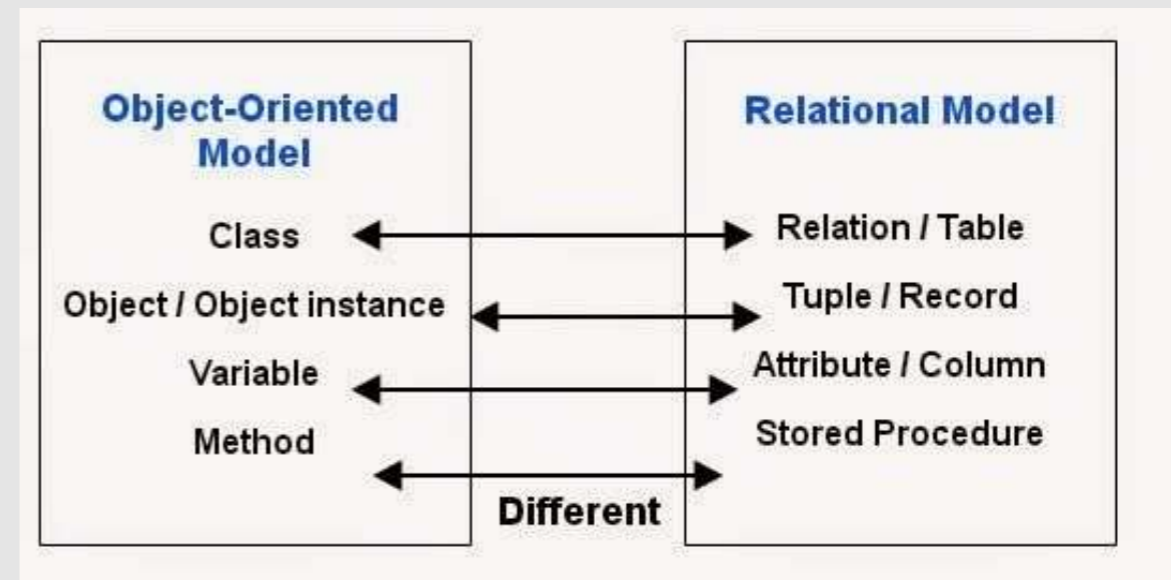 Object-Oriented
Model
Class
Object / Object instance
Variable
Method
Relational Model
Relation / Table
Tuple / Record
Attribute / Column
Stored Procedure
Different